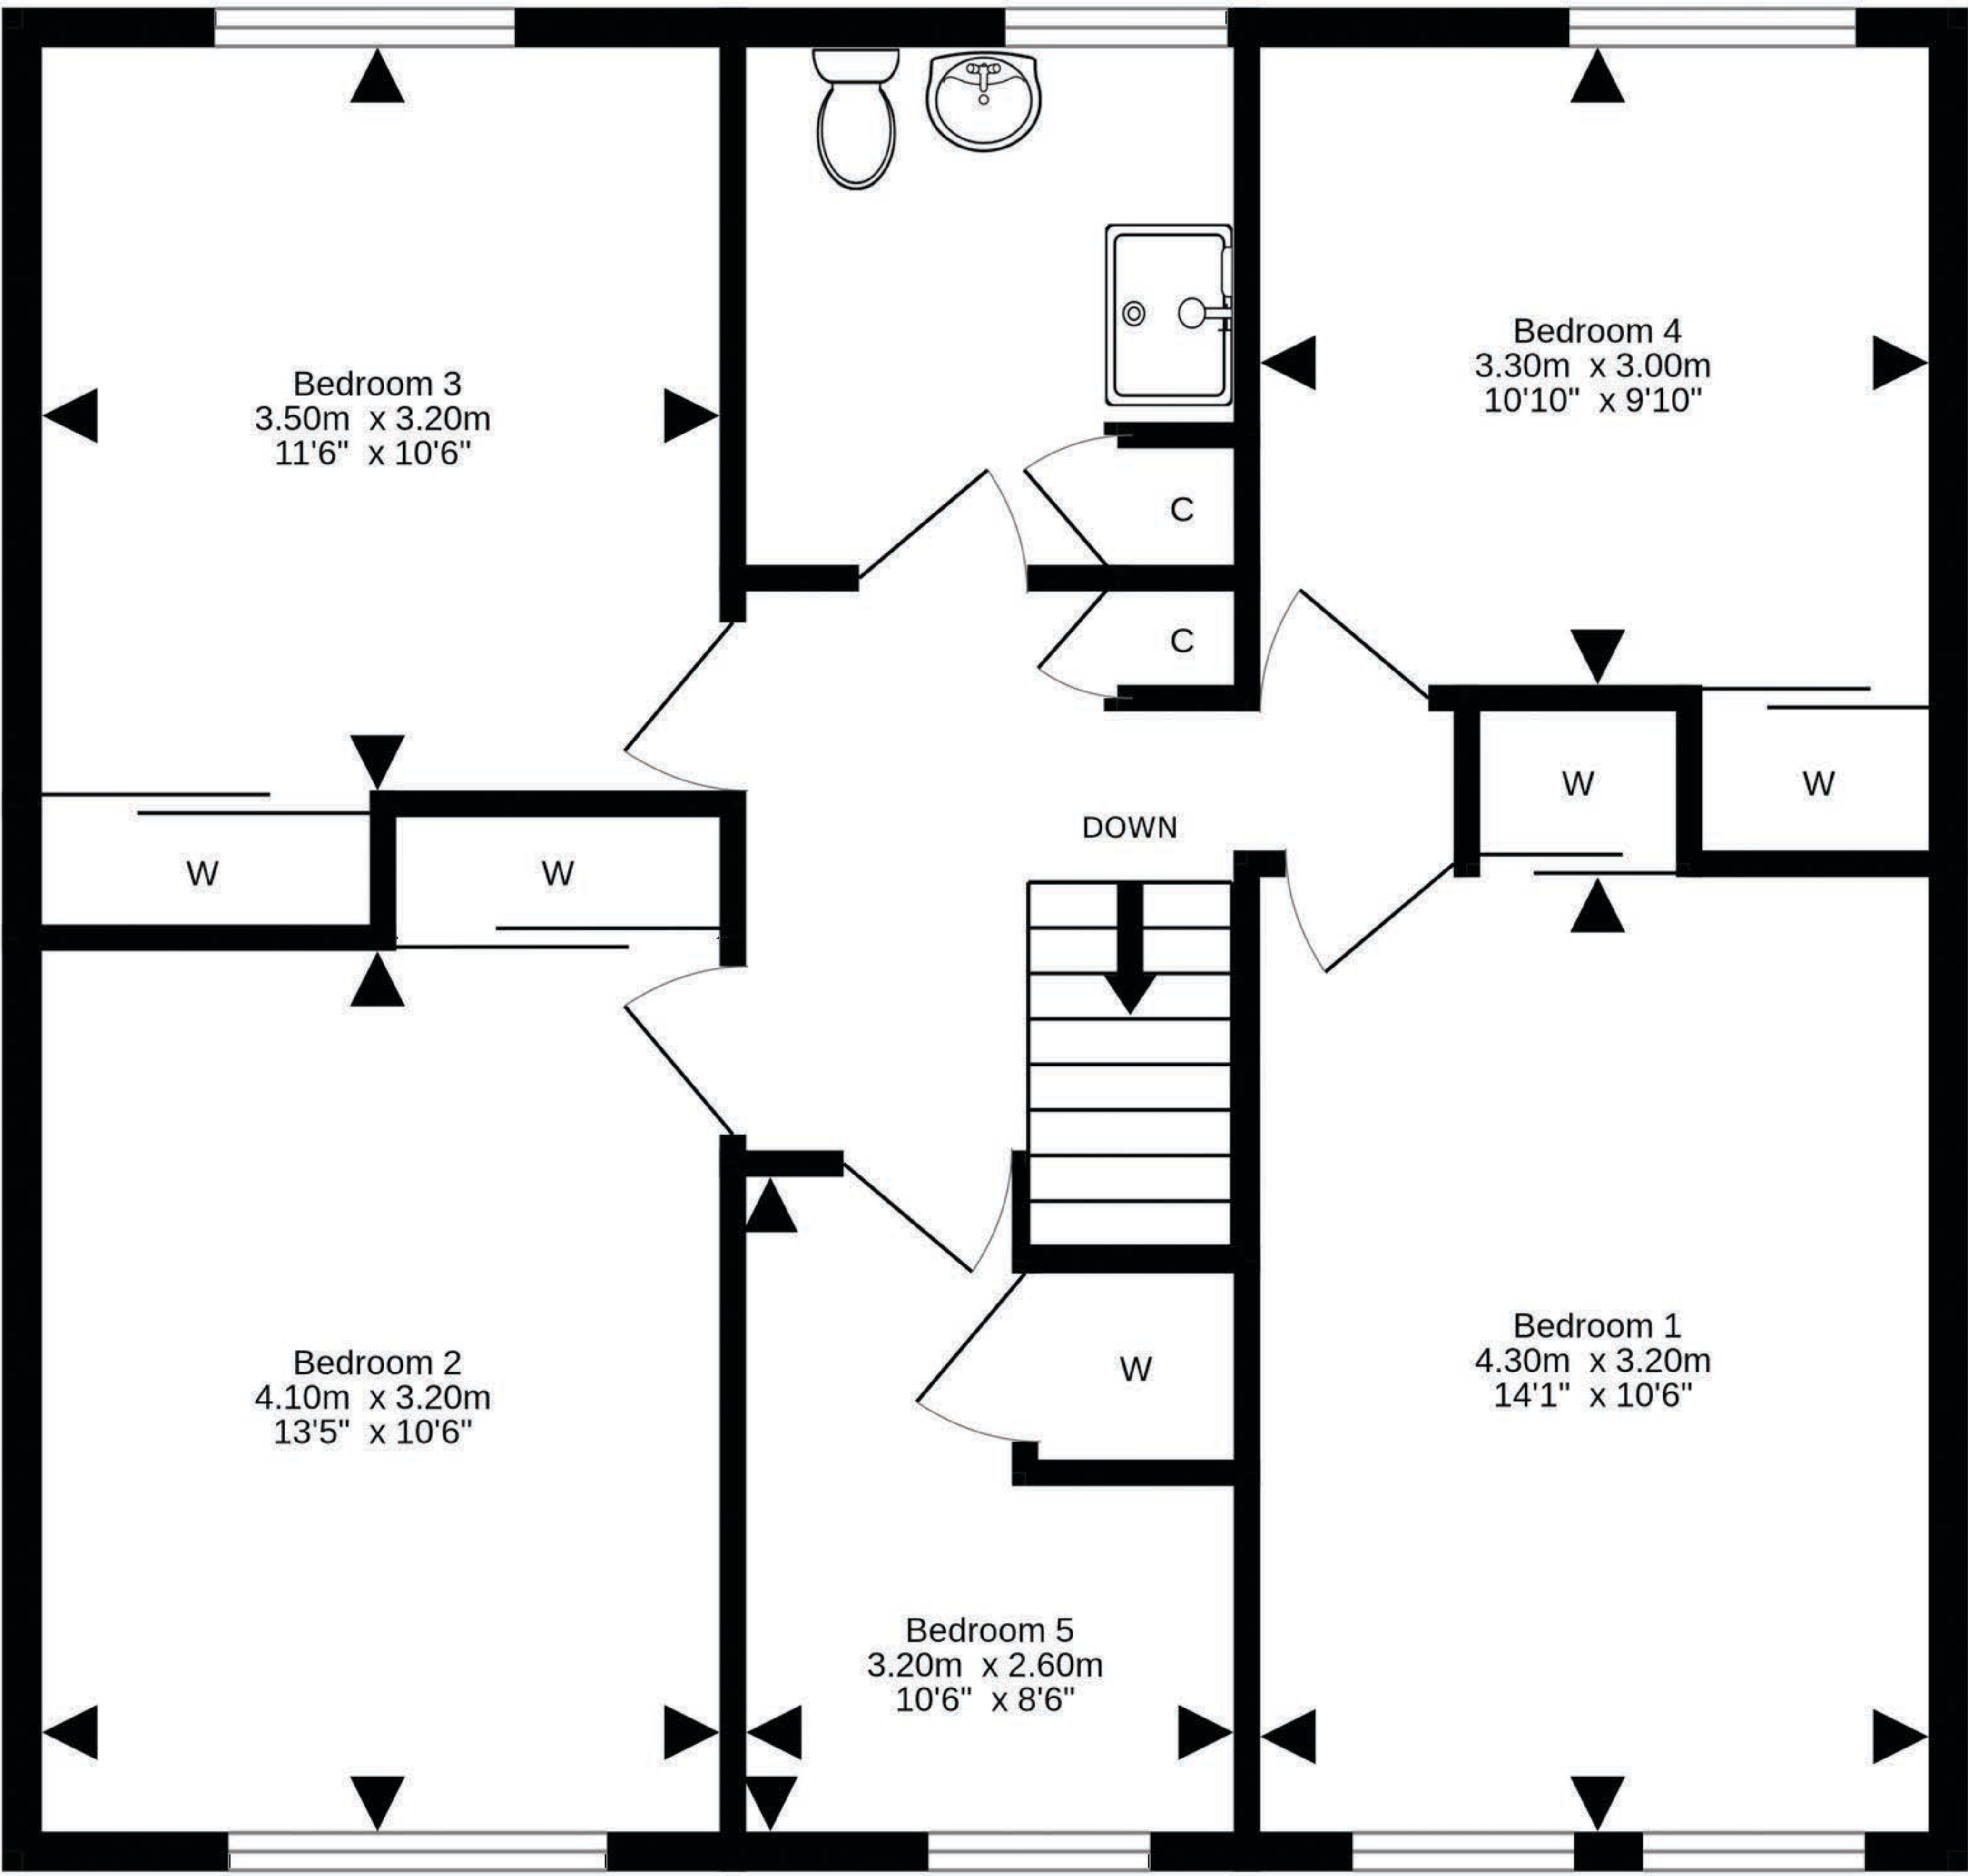 Bedroom 3
3.50m x 3.20m
11'6" x 10'6"
Bedroom 4
3.30m x 3.00m
10'10" x 9'10"
C
C
W
W
DOWN
W
W
Bedroom 2
4.10m x 3.20m
13'5" x 10'6"
W
Bedroom 1
4.30m x 3.20m
14'1" x 10'6"
Bedroom 5
3.20m x 2.60m
10'6" x 8'6"